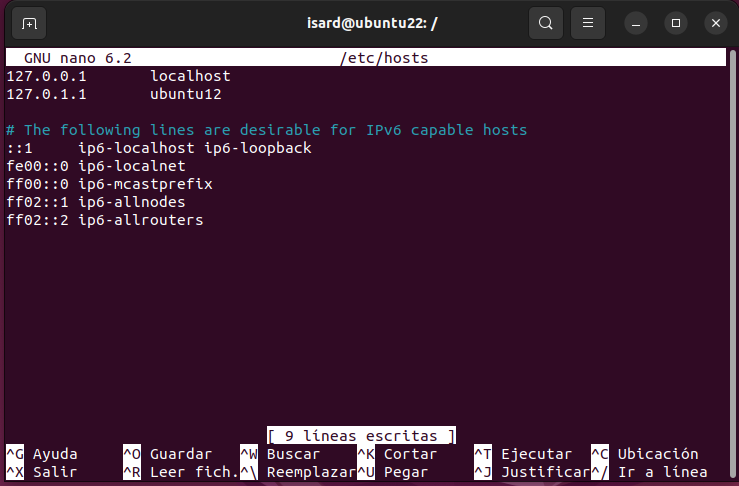 isard@ubuntu22: /
GNU nano 6.2 /etc/hosts
127.0.0.1 localhost
127.0.1.1 ubuntu12
# The following lines are desirable for IPv6 capable hosts
::1 ip6-localhost ip6-loopback
fe00::0 ip6-localnet
ff00::0 ip6-mcastprefix
ff02::1 ip6-allnodes
ff02::2 ip6-allrouters
[ 9 líneas escritas ]
^G Ayuda ^O Guardar ^W Buscar ^K Cortar ^T Ejecutar ^C Ubicación
^X Salir ^R Leer fich. ^\ Reemplazar ^U Pegar ^J Justificar ^/ Ir a línea